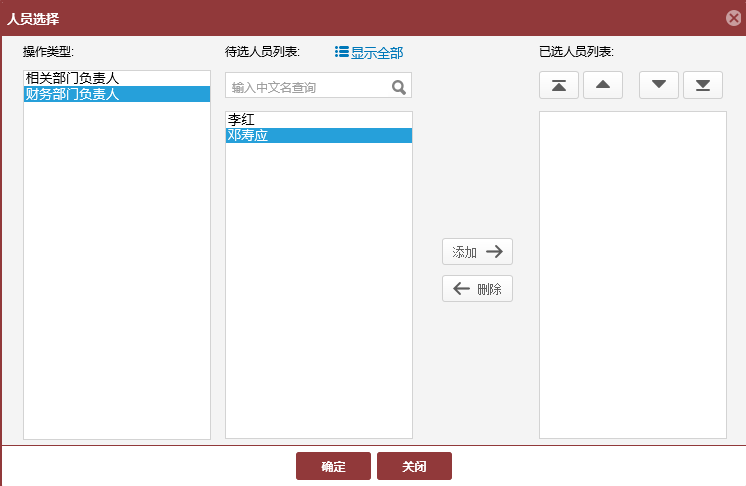 人员选择
操作类型:
待选人员列表:
显示全部
已选人员列表:
相关部门负责人
财务部门负责人
输入中文名查询
李红
邓寿应
添加
删除
确定
关闭